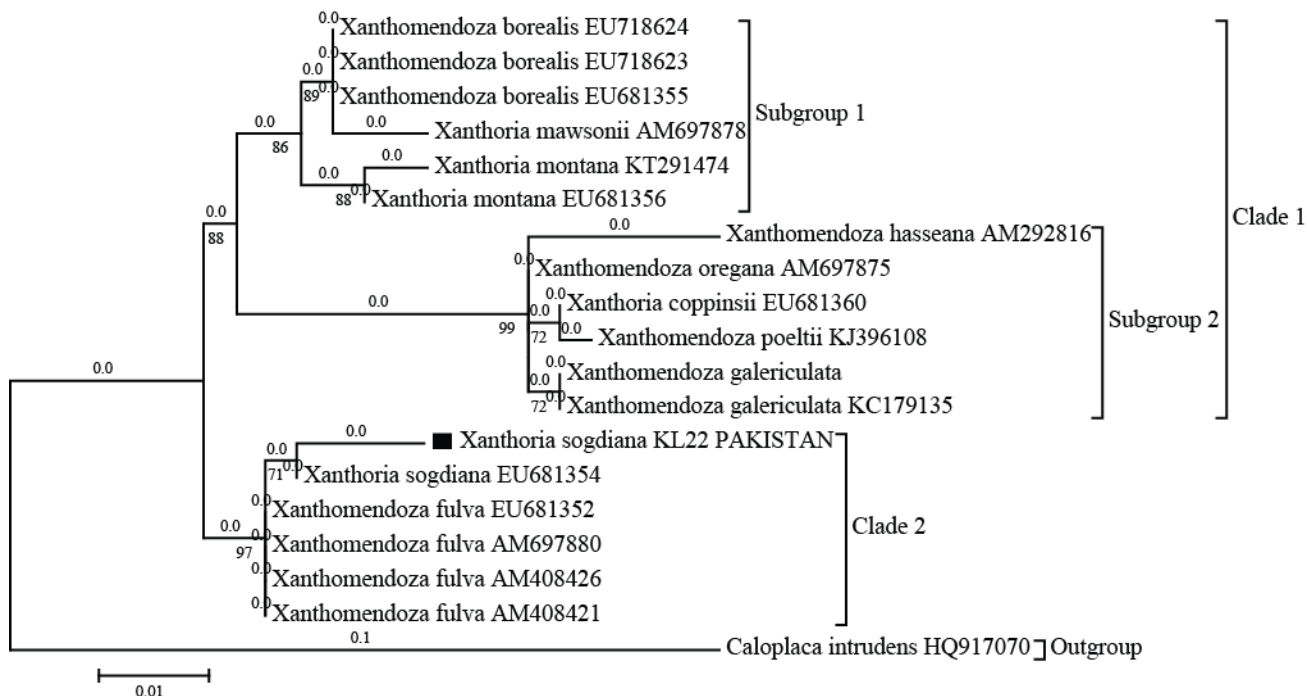 0.0
Xanthomendoza borealis EU718624
0.0
Xanthomendoza borealis EU718623
0.0
0.0
Xanthomendoza borealis EU681355
89
Subgroup 1
0.0
0.0
Xanthoria mawsonii AM697878
86
0.0
Xanthoria montana KT291474
0.0
0.0
Xanthoria montana EU681356
88
0.0
88
Clade 1
0.0
Xanthomendoza hasseana AM292816
0.0
Xanthomendoza oregana AM697875
0.0
Xanthoria coppinsii EU681360
0.0
0.0
99
72
0.0
Xanthomendoza poeltii KJ396108
Subgroup 2
0.0
Xanthomendoza galericulata
0.0
0.0
Xanthomendoza galericulata KC179135
72
0.0
0.0
Xanthoria sogdiana KL22 PAKISTAN
0.0
0.0
Xanthoria sogdiana EU681354
71
0.0
Xanthomendoza fulva EU681352
Clade 2
0.0
0.0
Xanthomendoza fulva AM697880
97
0.0
Xanthomendoza fulva AM408426
0.0
Xanthomendoza fulva AM408421
0.1
Caloplaca intrudens HQ917070
Outgroup
0.01